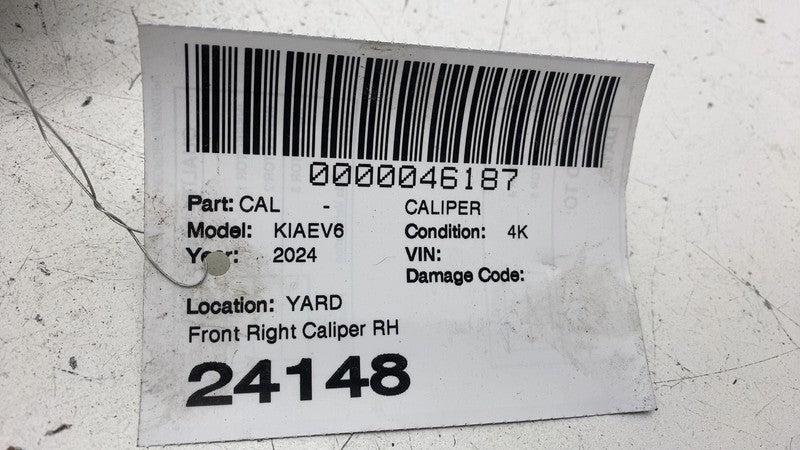 0000046187
Part: CAL - CALIPER
Model: KIAEV6 Condition: 4K
Year: 2024 VIN:
Damage Code:
Location: YARD
Front Right Caliper RH
24148